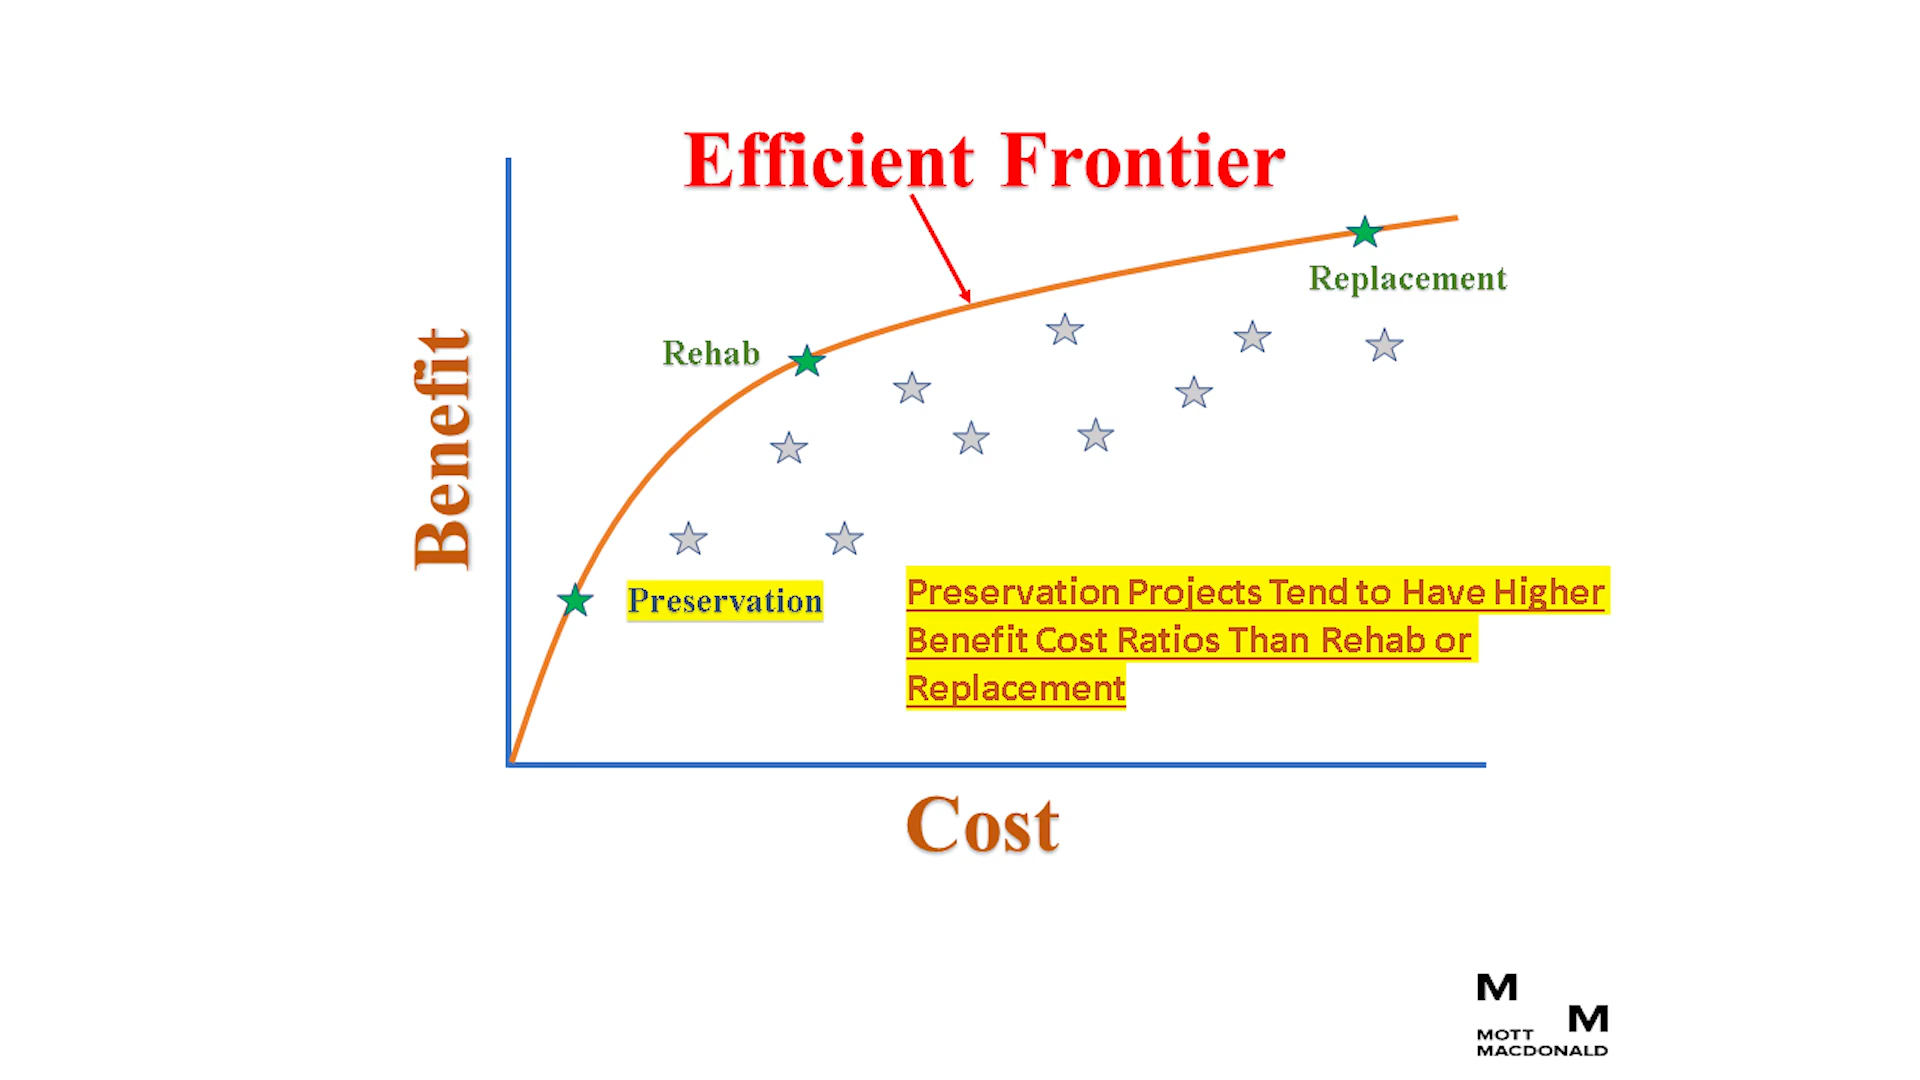 Efficient Frontier
Replacement
Rehab
Benefit
Preservation
Preservation Projects Tend to Have Higher
Benefit Cost Ratios Than Rehab or
Replacement
Cost
M
M
MOTT
MACDONALD